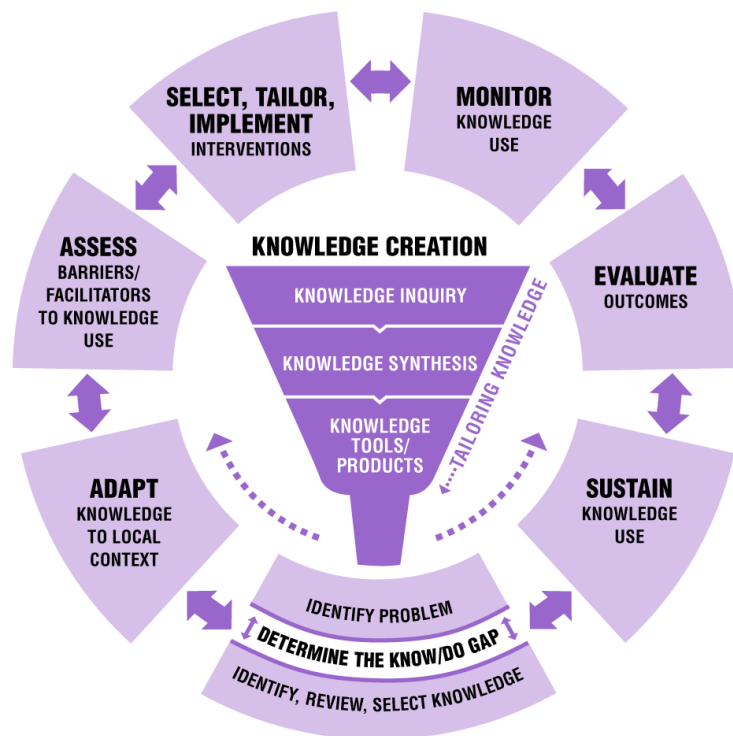 SELECT, TAILOR,
IMPLEMENT
INTERVENTIONS
MONITOR
KNOWLEDGE
USE
ASSESS
BARRIERS/
FACILITATORS
TO KNOWLEDGE
USE
KNOWLEDGE CREATION
KNOWLEDGE INQUIRY
KNOWLEDGE SYNTHESIS
KNOWLEDGE
TOOLS/
PRODUCTS
TAILORING KNOWLEDGE
EVALUATE
OUTCOMES
ADAPT
KNOWLEDGE
TO LOCAL
CONTEXT
SUSTAIN
KNOWLEDGE
USE
IDENTIFY PROBLEM
DETERMINE THE KNOW/DO GAP
IDENTIFY, REVIEW, SELECT KNOWLEDGE